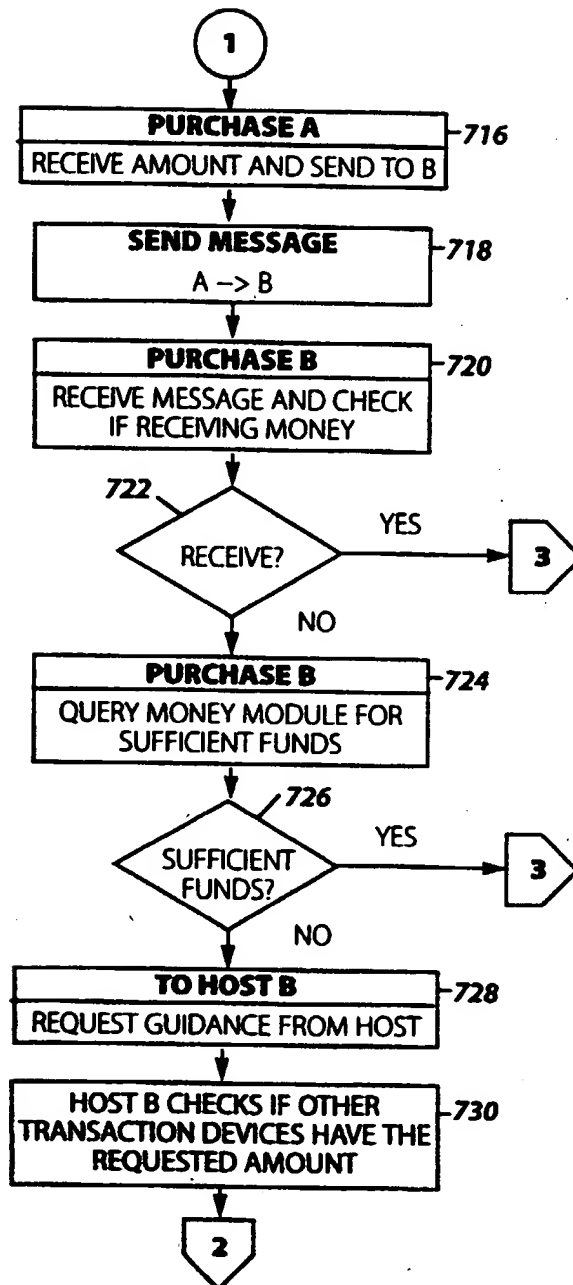 1
PURCHASE A
716
RECEIVE AMOUNT AND SEND TO B
SEND MESSAGE
718
A –> B
PURCHASE B
720
RECEIVE MESSAGE AND CHECK
IF RECEIVING MONEY
722
RECEIVE?
YES
3
NO
PURCHASE B
724
QUERY MONEY MODULE FOR
SUFFICIENT FUNDS
726
SUFFICIENT
FUNDS?
YES
3
NO
TO HOST B
728
REQUEST GUIDANCE FROM HOST
HOST B CHECKS IF OTHER
TRANSACTION DEVICES HAVE THE
REQUESTED AMOUNT
730
2